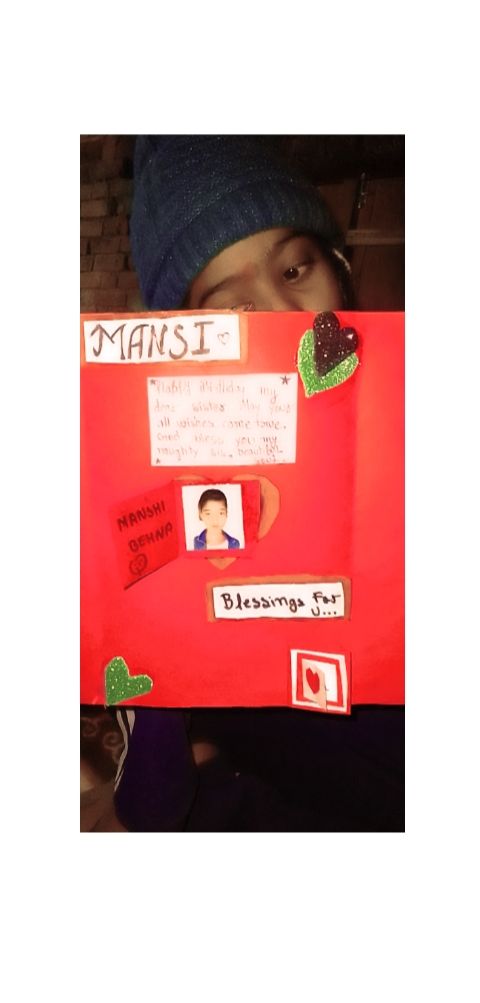 MANSI
Happy Birthday my
dear sister May your
all wishes come true.
God bless you my
naughty sis. beautiful
MANSHI
BEHNA
Blessings For
...